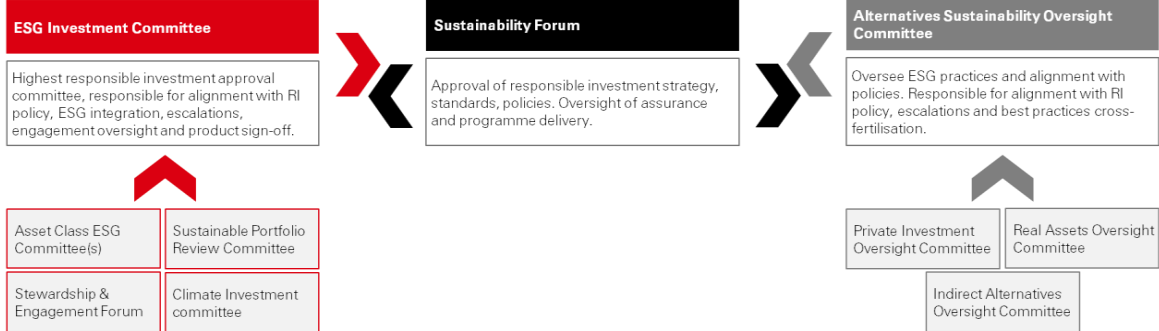 ESG Investment Committee
Highest responsible investment approval
committee, responsible for alignment with RI
policy, ESG integration, escalations,
engagement oversight and product sign-off.
Asset Class ESG
Committee(s)
Sustainable Portfolio
Review Committee
Stewardship &
Engagement Forum
Climate Investment
committee
Sustainability Forum
Approval of responsible investment strategy,
standards, policies. Oversight of assurance
and programme delivery.
Alternatives Sustainability Oversight
Committee
Oversee ESG practices and alignment with
policies. Responsible for alignment with RI
policy, escalations and best practices cross-
fertilisation.
Private Investment
Oversight Committee
Real Assets Oversight
Committee
Indirect Alternatives
Oversight Committee